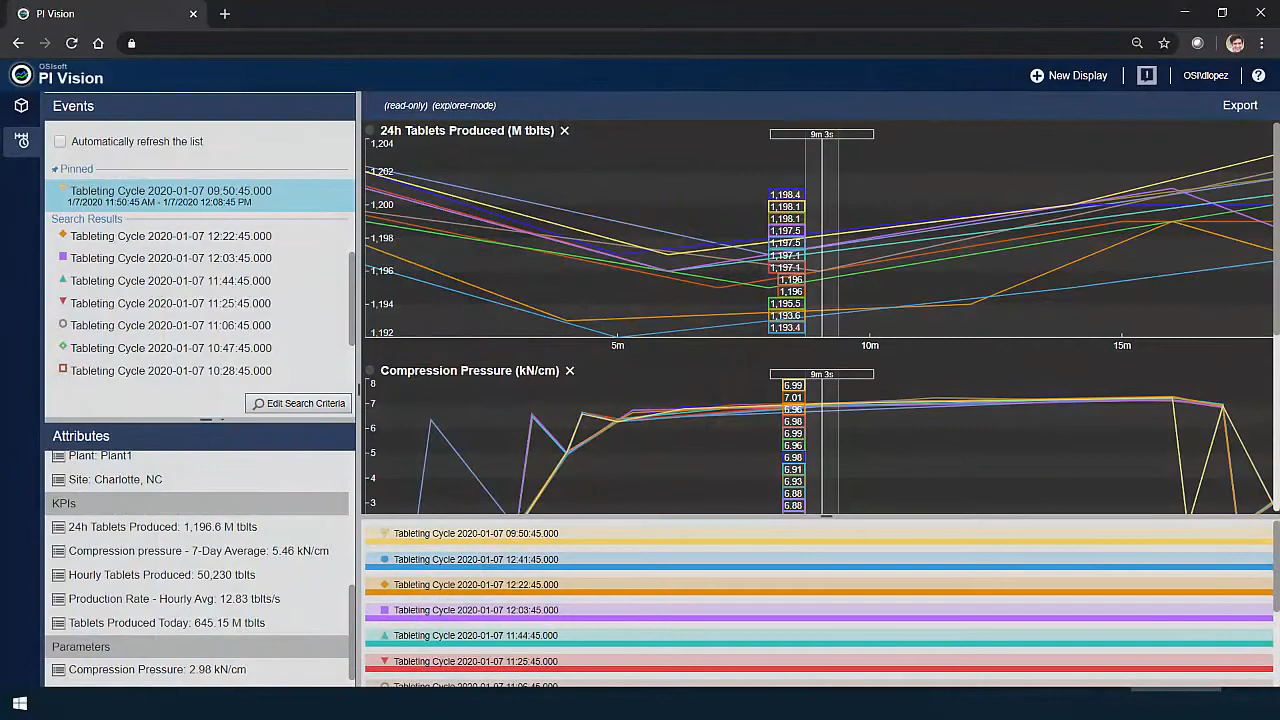 PI Vision
OSIsoft
PI Vision
New Display
OSI\dlopez
Events
(read-only) (explorer-mode)
Export
Automatically refresh the list
Pinned
Tableting Cycle 2020-01-07 09.50:45.000
1/7/2020 11:50:45 AM - 1/7/2020 12:08:45 PM
Search Results
Tableting Cycle 2020-01-07 12:22:45.000
Tableting Cycle 2020-01-07 12:03:45.000
Tableting Cycle 2020-01-07 11:44:45.000
Tableting Cycle 2020-01-07 11:25:45.000
Tableting Cycle 2020-01-07 11:06:45.000
Tableting Cycle 2020-01-07 10:47:45.000
Tableting Cycle 2020-01-07 10:28:45.000
Edit Search Criteria
Attributes
Plant: Plant1
Site: Charlotte, NC
KPIs
24h Tablets Produced: 1,196.6 M tblts
Compression pressure - 7-Day Average: 5.46 kN/cm
Hourly Tablets Produced: 50,230 tblts
Production Rate - Hourly Avg: 12.83 tblts/s
Tablets Produced Today: 645.15 M tblts
Parameters
Compression Pressure: 2.98 kN/cm
24h Tablets Produced (M tblts)
9m 3s
1,204
1,202
1,200
1,198
1,196
1,194
1,192
1,198.4
1,198.1
1,198.1
1,197.5
1,197.5
1,197.1
1,197.1
1,196
1,196
1,195.5
1,193.6
1,193.4
5m
10m
15m
Compression Pressure (kN/cm)
9m 3s
8
7
6
5
4
3
6.99
7.01
6.96
6.98
6.99
6.96
6.98
6.91
6.93
6.88
6.88
Tableting Cycle 2020-01-07 09:50:45.000
Tableting Cycle 2020-01-07 12:41:45.000
Tableting Cycle 2020-01-07 12:22:45.000
Tableting Cycle 2020-01-07 12:03:45.000
Tableting Cycle 2020-01-07 11:44:45.000
Tableting Cycle 2020-01-07 11:25:45.000
Tableting Cycle 2020-01-07 11:06:45.000